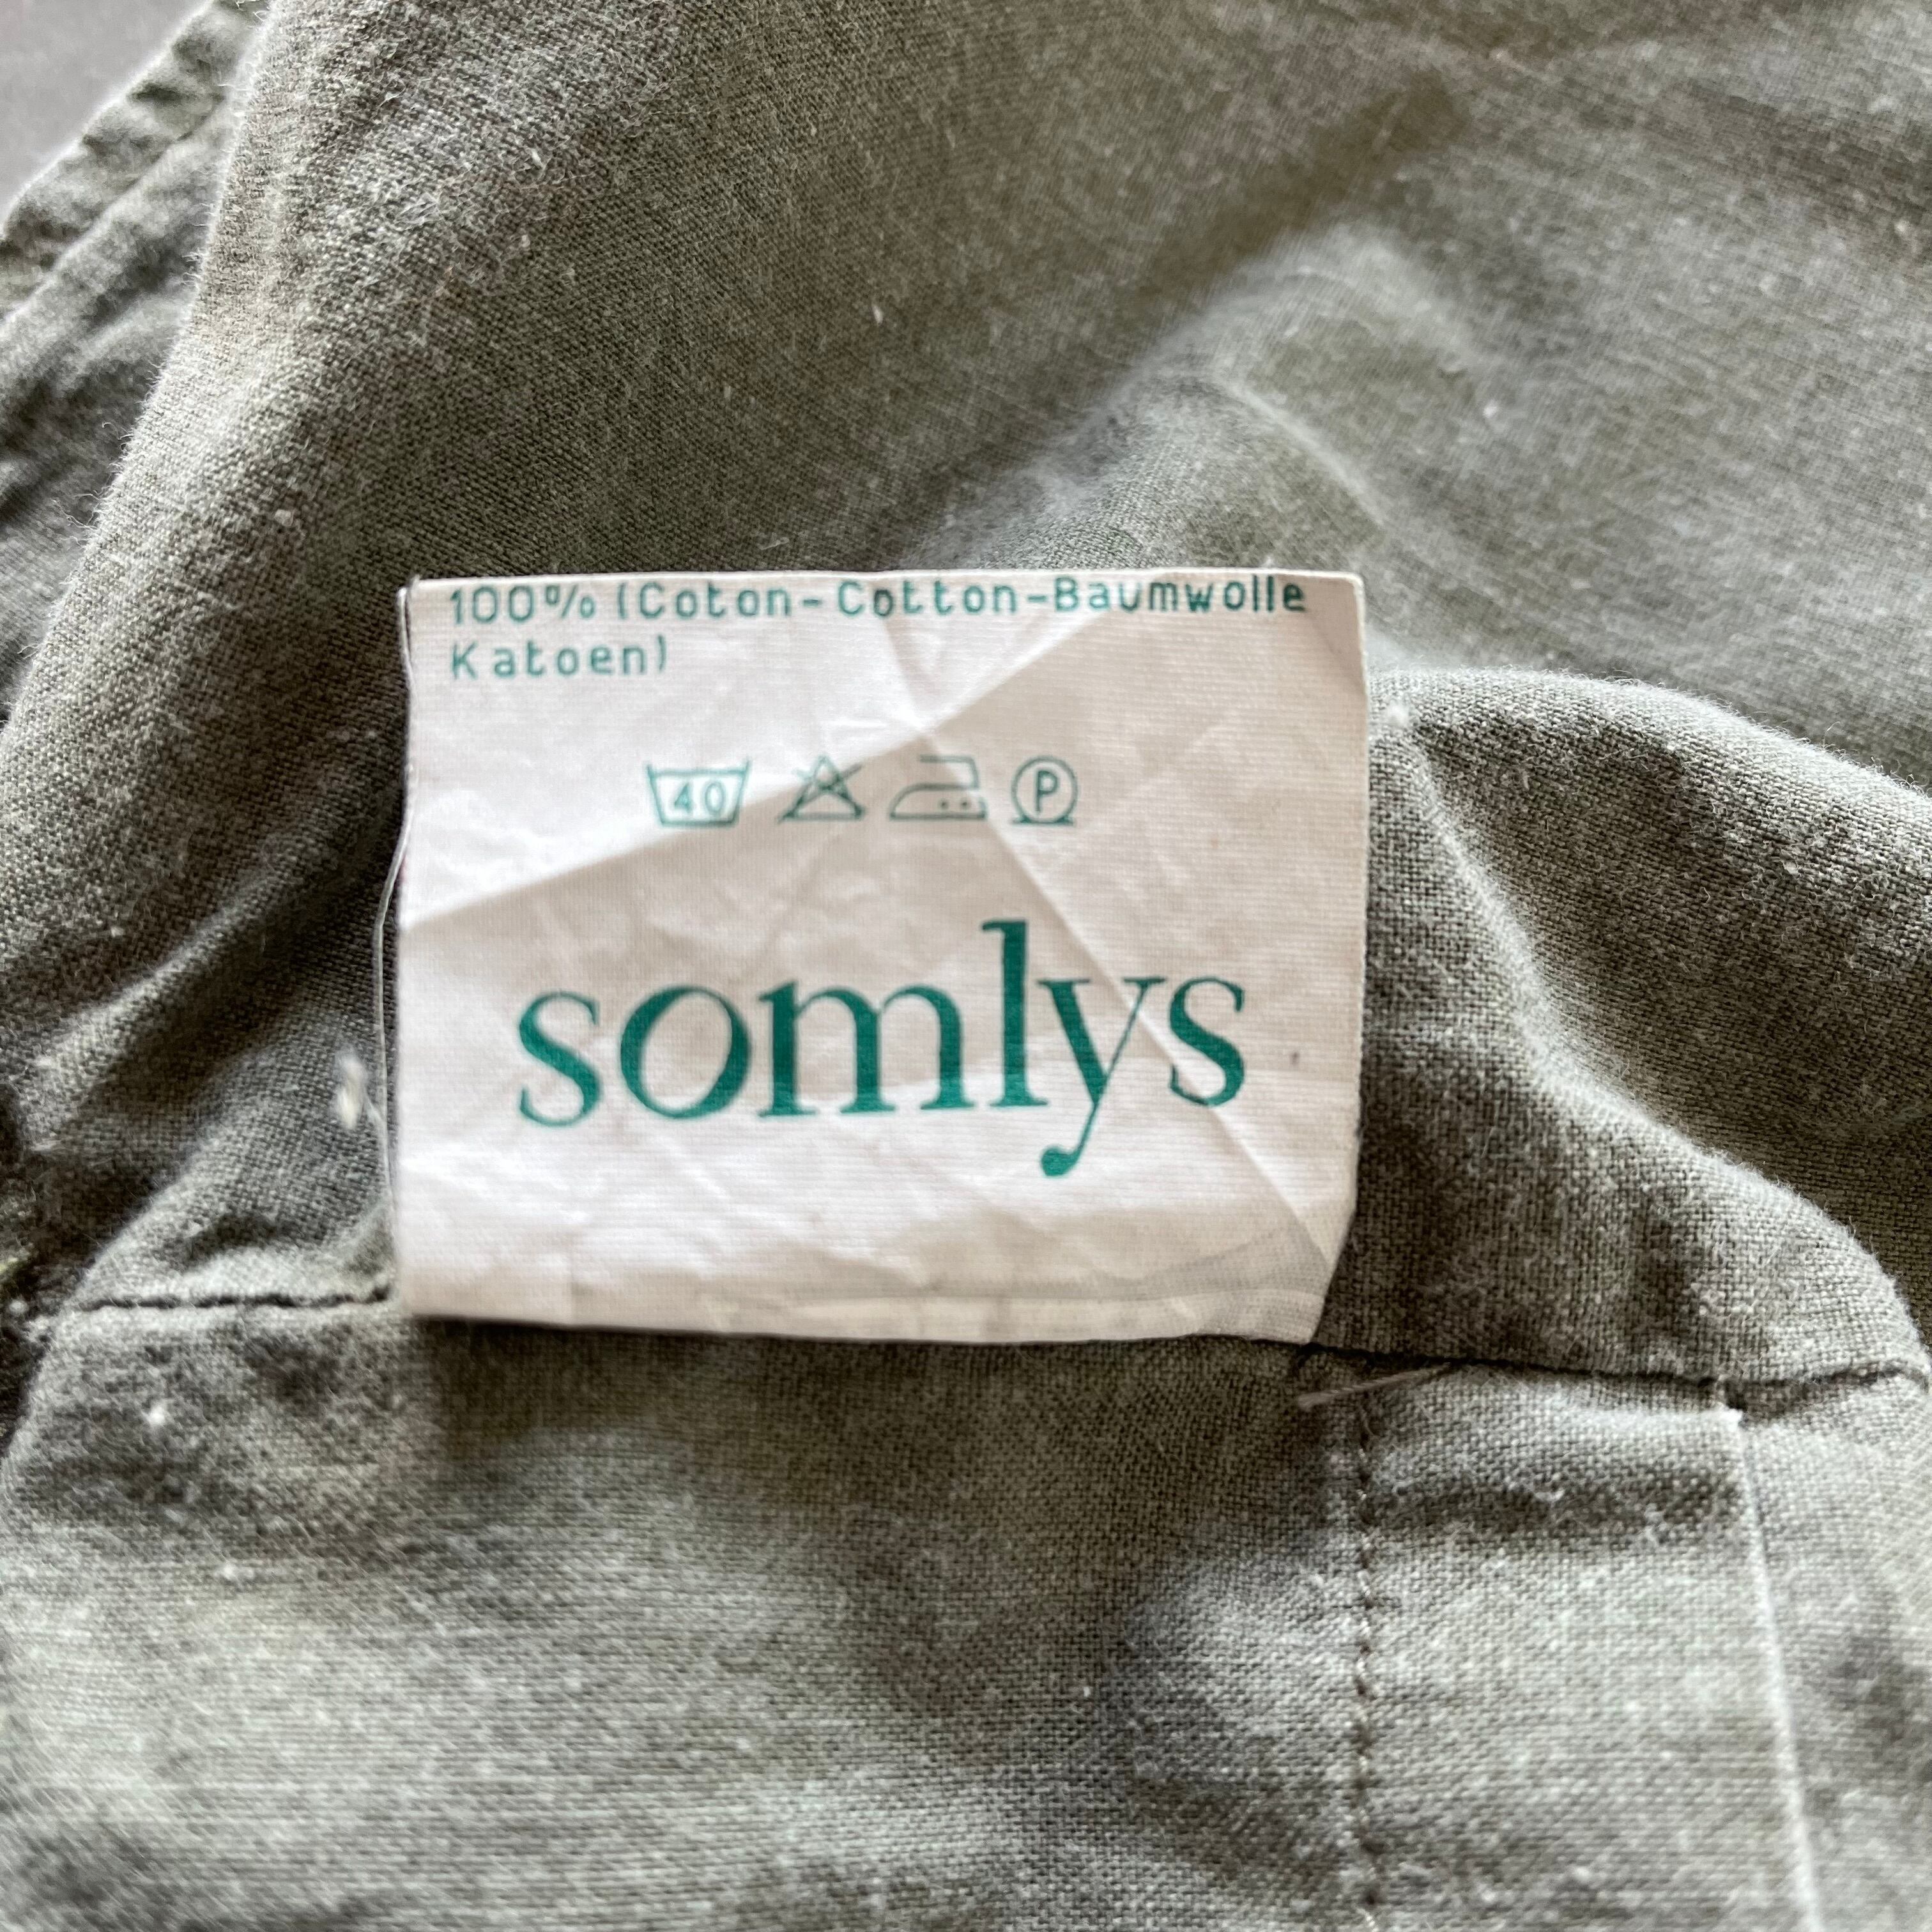 100% (Coton-Cotton-Baumwolle
Katoen)
40 P
somlys